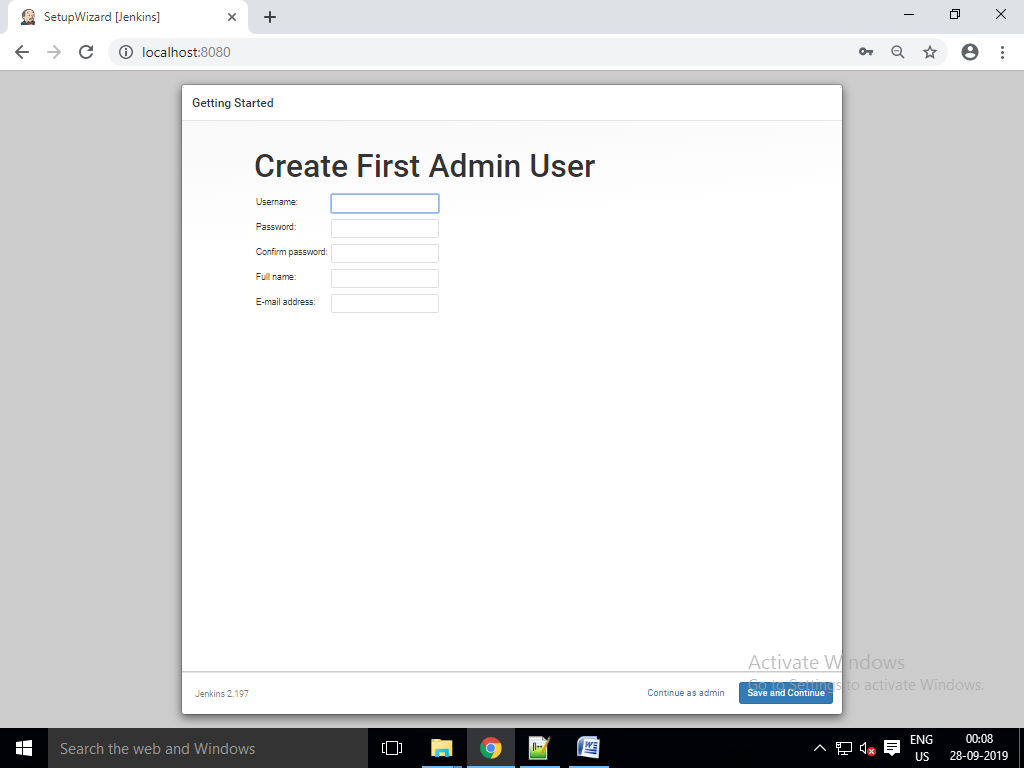 SetupWizard [Jenkins]
localhost:8080
Getting Started
Create First Admin User
Username:
Password:
Confirm password:
Full name:
E-mail address:
Activate Windows
Go to Settings to activate Windows.
Jenkins 2.197
Continue as admin
Save and Continue
Search the web and Windows
ENG
US
00:08
28-09-2019